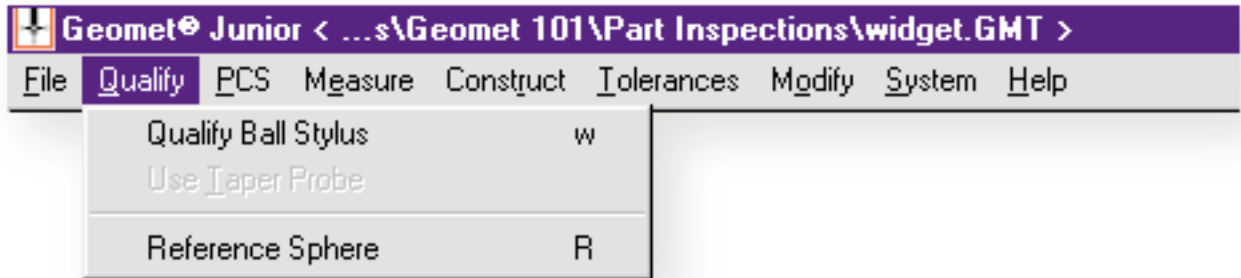 Geomet® Junior < ...s\Geomet 101\Part Inspections\widget.GMT >
File Qualify PCS Measure Construct Tolerances Modify System Help
Qualify Ball Stylus w
Use Taper Probe
Reference Sphere R